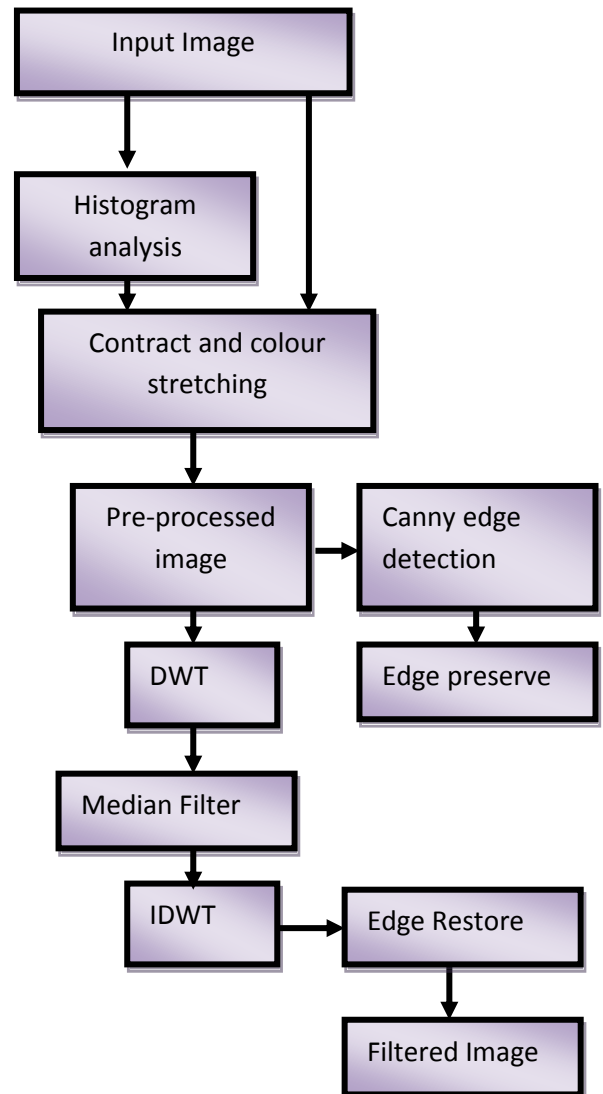 Input Image
Histogram
analysis
Contract and colour
stretching
Pre-processed
image
Canny edge
detection
DWT
Edge preserve
Median Filter
IDWT
Edge Restore
Filtered Image